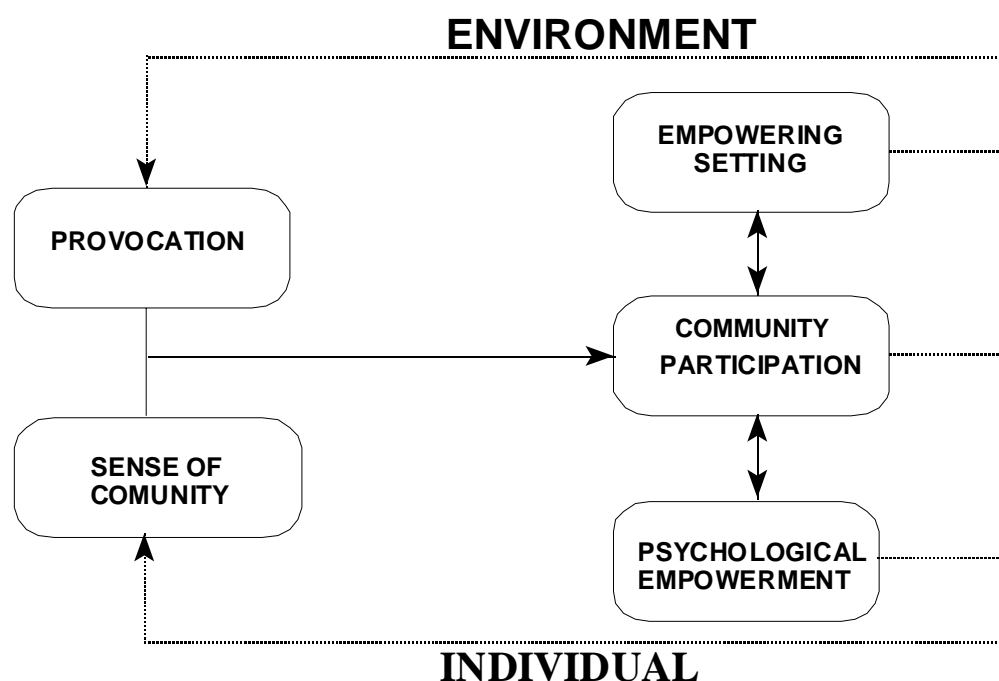 ENVIRONMENT
EMPOWERING
SETTING
PROVOCATION
COMMUNITY
PARTICIPATION
SENSE OF
COMUNITY
PSYCHOLOGICAL
EMPOWERMENT
INDIVIDUAL